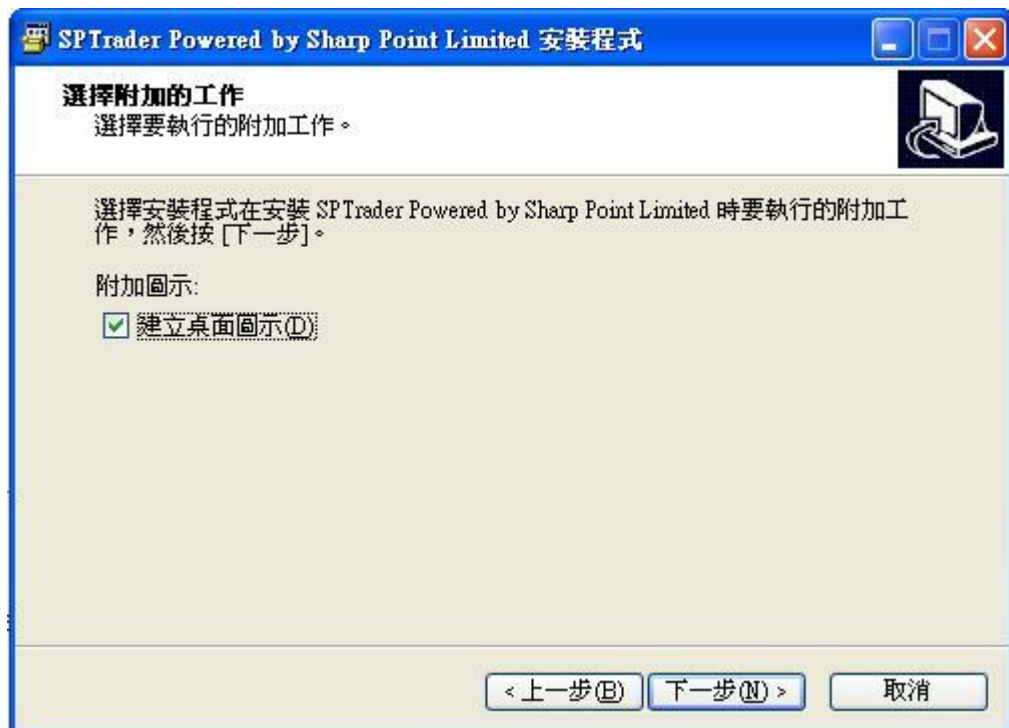 SPTrader Powered by Sharp Point Limited 安裝程式
選擇附加的工作
選擇要執行的附加工作。
選擇安裝程式在安裝 SPTrader Powered by Sharp Point Limited 時要執行的附加工
作，然後按 [下一步]。
附加圖示:
建立桌面圖示(D)
< 上一步(B) 下一步(N) > 取消